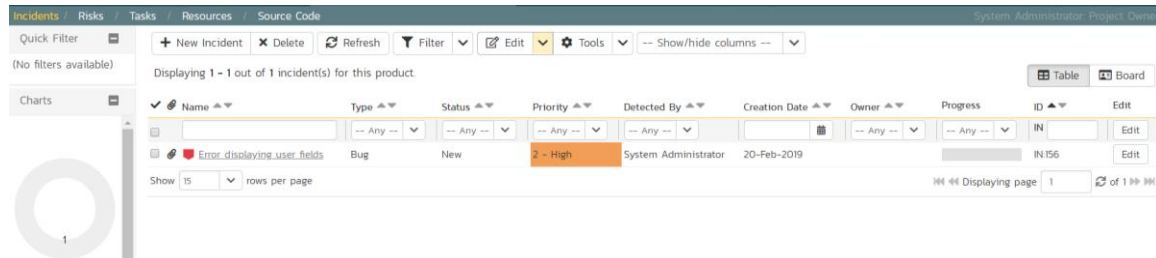 Incidents / Risks / Tasks / Resources / Source Code System Administrator: Project Owne
Quick Filter
(No filters available)
Charts
1
New Incident Delete Refresh Filter Edit Tools -- Show/hide columns --
Displaying 1 - 1 out of 1 incident(s) for this product.
Table Board
Name Type Status Priority Detected By Creation Date Owner Progress ID Edit
-- Any -- -- Any -- -- Any -- -- Any -- -- Any -- -- Any -- IN Edit
Error displaying user fields Bug New 2 - High System Administrator 20-Feb-2019 IN:156 Edit
Show 15 rows per page Displaying page 1 of 1